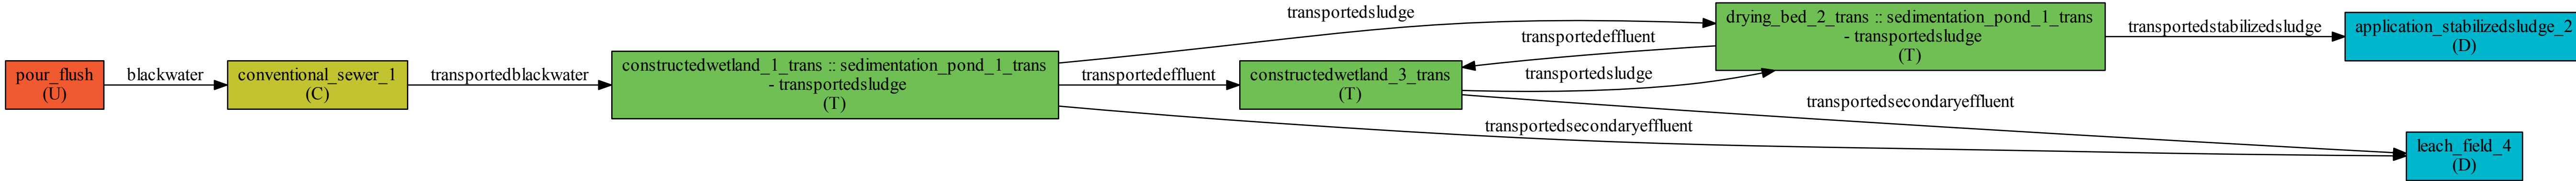 pour_flush
(U)
blackwater
conventional_sewer_1
(C)
transportedblackwater
constructedwetland_1_trans :: sedimentation_pond_1_trans
- transportedsludge
(T)
transportedsludge
transportedeffluent
transportedsecondaryeffluent
constructedwetland_3_trans
(T)
transportedeffluent
transportedsludge
transportedsecondaryeffluent
drying_bed_2_trans :: sedimentation_pond_1_trans
- transportedsludge
(T)
transportedstabilizedsludge
application_stabilizedsludge_2
(D)
leach_field_4
(D)